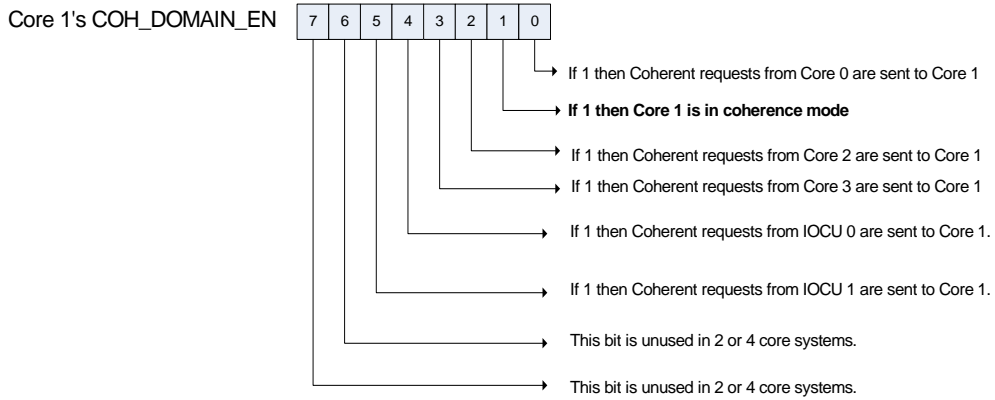 Core 1's COH_DOMAIN_EN 7 6 5 4 3 2 1 0
If 1 then Coherent requests from Core 0 are sent to Core 1
If 1 then Core 1 is in coherence mode
If 1 then Coherent requests from Core 2 are sent to Core 1
If 1 then Coherent requests from Core 3 are sent to Core 1
If 1 then Coherent requests from IOCU 0 are sent to Core 1.
If 1 then Coherent requests from IOCU 1 are sent to Core 1.
This bit is unused in 2 or 4 core systems.
This bit is unused in 2 or 4 core systems.